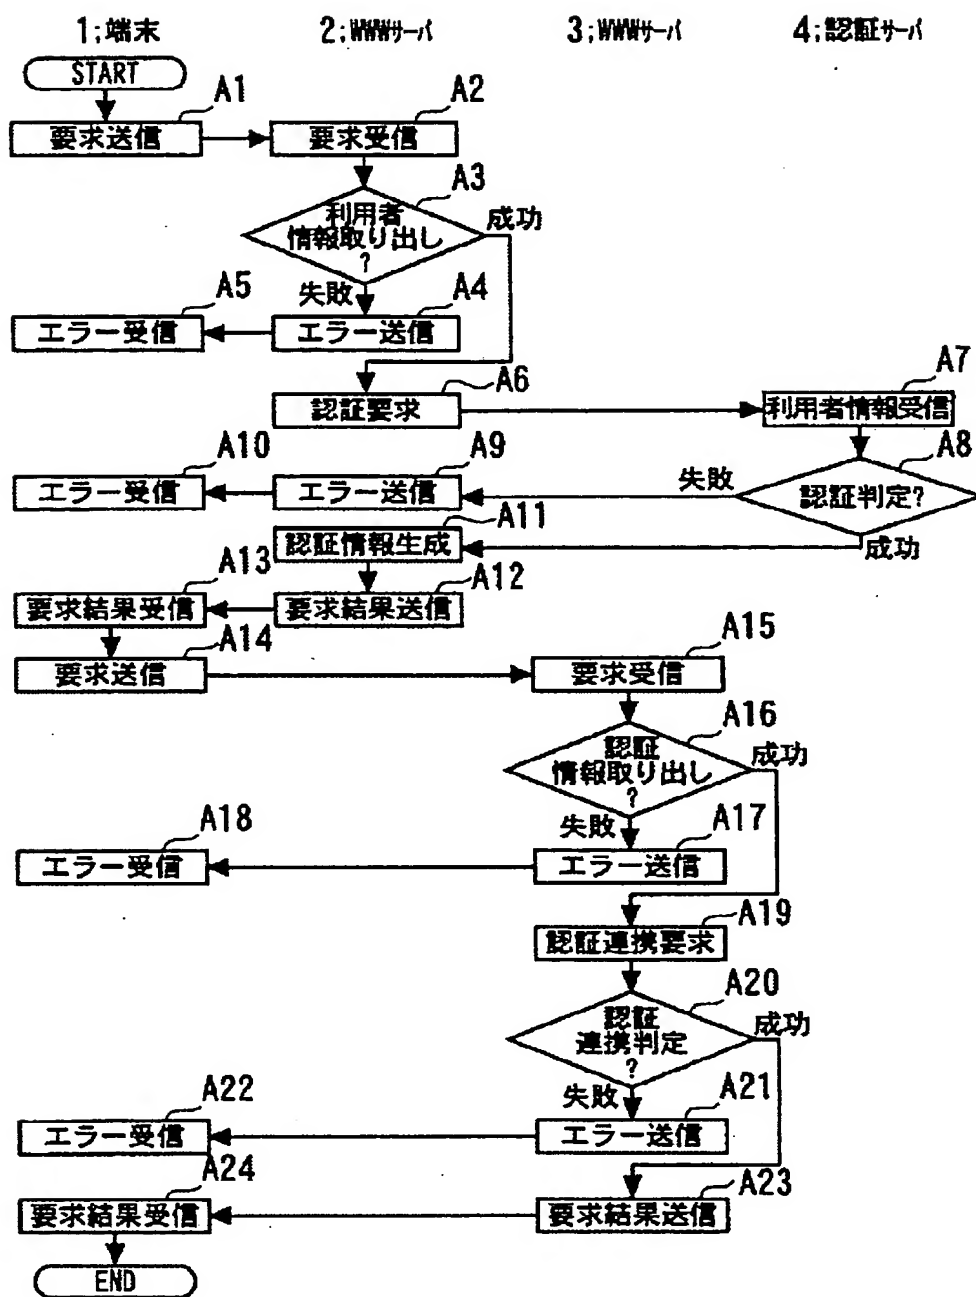 1;端末
2;WWWサーバ
3;WWWサーバ
4;認証サーバ
START
A1
要求送信
A2
要求受信
A3
利用者
情報取り出し
?
成功
失敗
A4
エラー送信
A5
エラー受信
A6
認証要求
A7
利用者情報受信
A8
認証判定?
失敗
成功
A9
エラー送信
A10
エラー受信
A11
認証情報生成
A12
要求結果送信
A13
要求結果受信
A14
要求送信
A15
要求受信
A16
認証
情報取り出し
?
成功
失敗
A17
エラー送信
A18
エラー受信
A19
認証連携要求
A20
認証
連携判定
?
成功
失敗
A21
エラー送信
A22
エラー受信
A23
要求結果送信
A24
要求結果受信
END